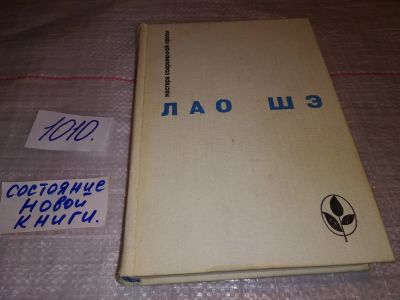 мастера современной прозы
ЛАО ШЭ
1010.
состояние
новой
книги.